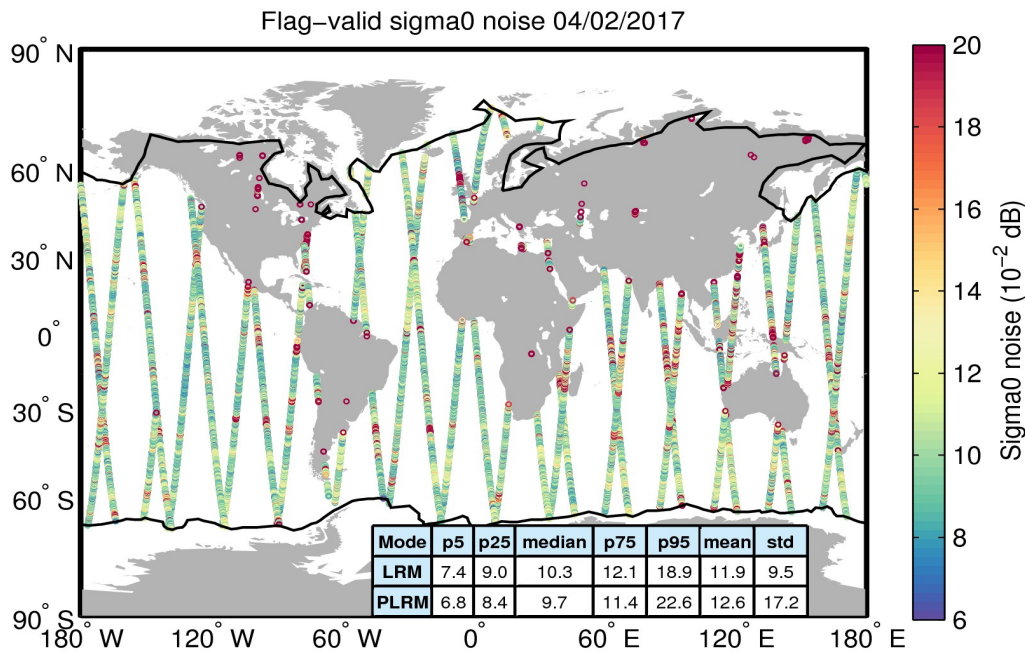 Flag−valid sigma0 noise 04/02/2017
90° N
60° N
30° N
0°
30° S
60° S
90° S
180° W
120° W
60° W
0°
60° E
120° E
180° E
Mode p5 p25 median p75 p95 mean std
LRM 7.4 9.0 10.3 12.1 18.9 11.9 9.5
PLRM 6.8 8.4 9.7 11.4 22.6 12.6 17.2
20
18
16
14
12
10
8
6
Sigma0 noise (10⁻² dB)